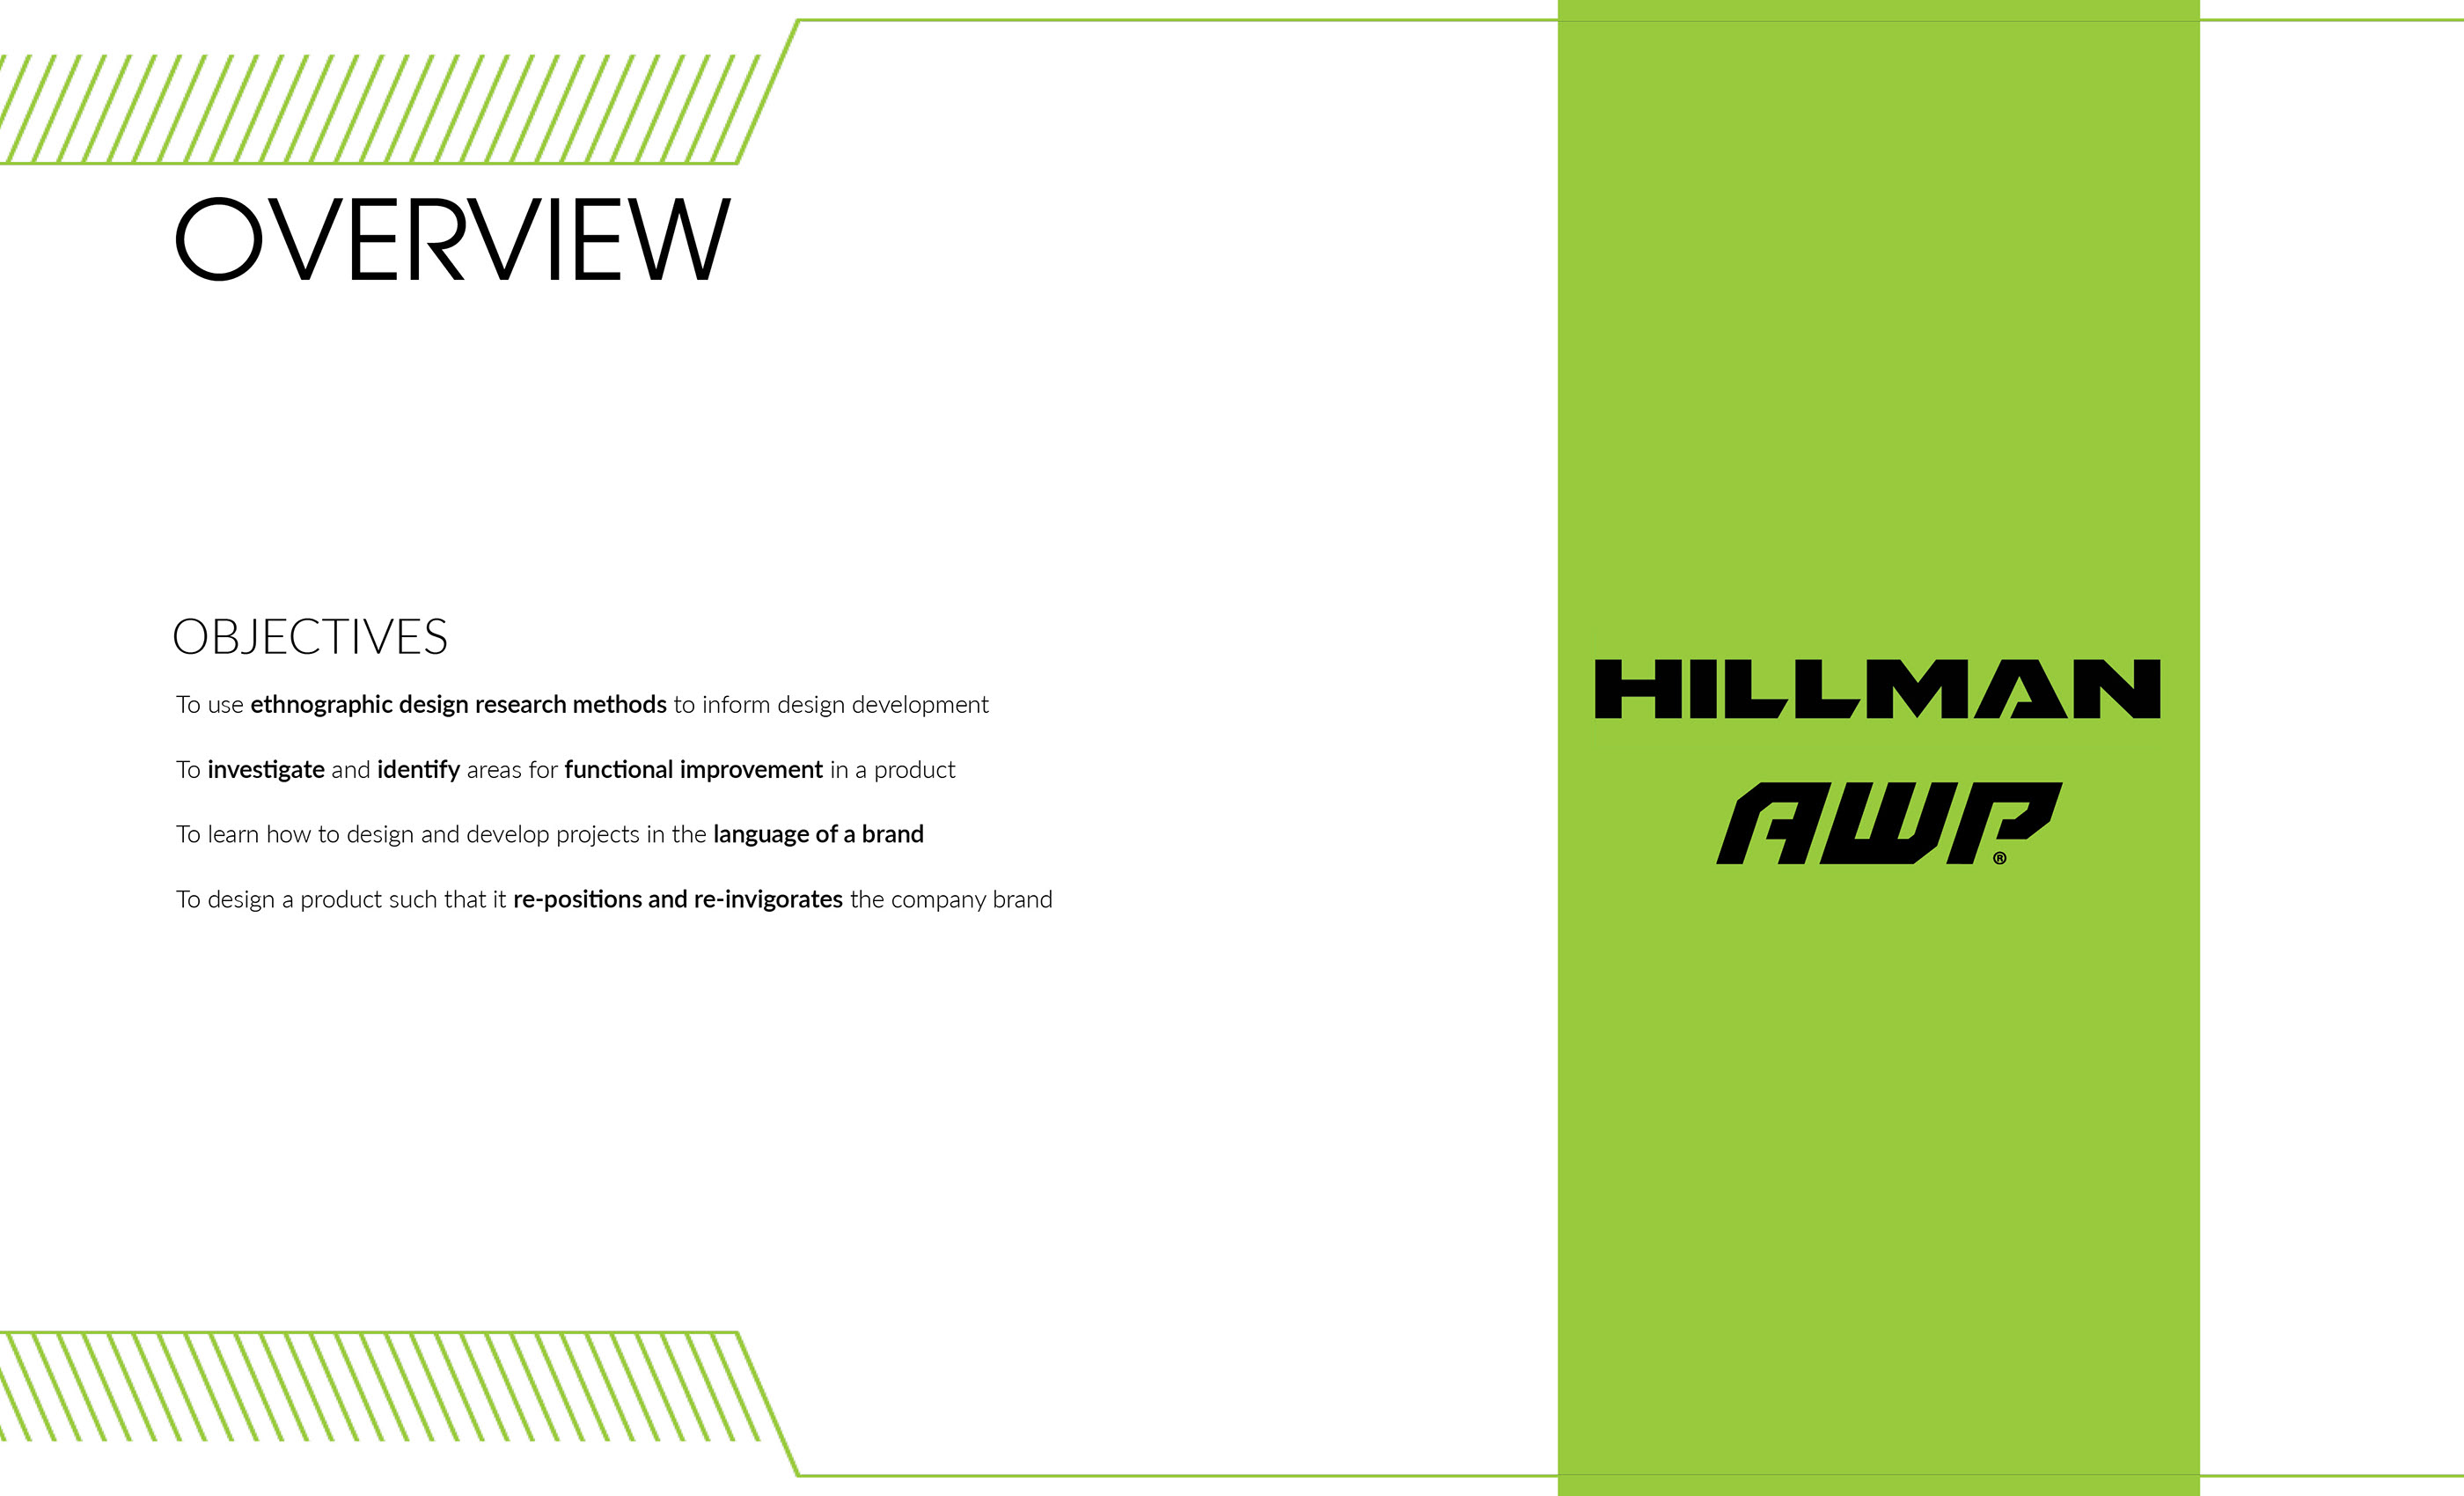 OVERVIEW
OBJECTIVES
To use ethnographic design research methods to inform design development
To investigate and identify areas for functional improvement in a product
To learn how to design and develop projects in the language of a brand
To design a product such that it re-positions and re-invigorates the company brand
HILLMAN
AWP®